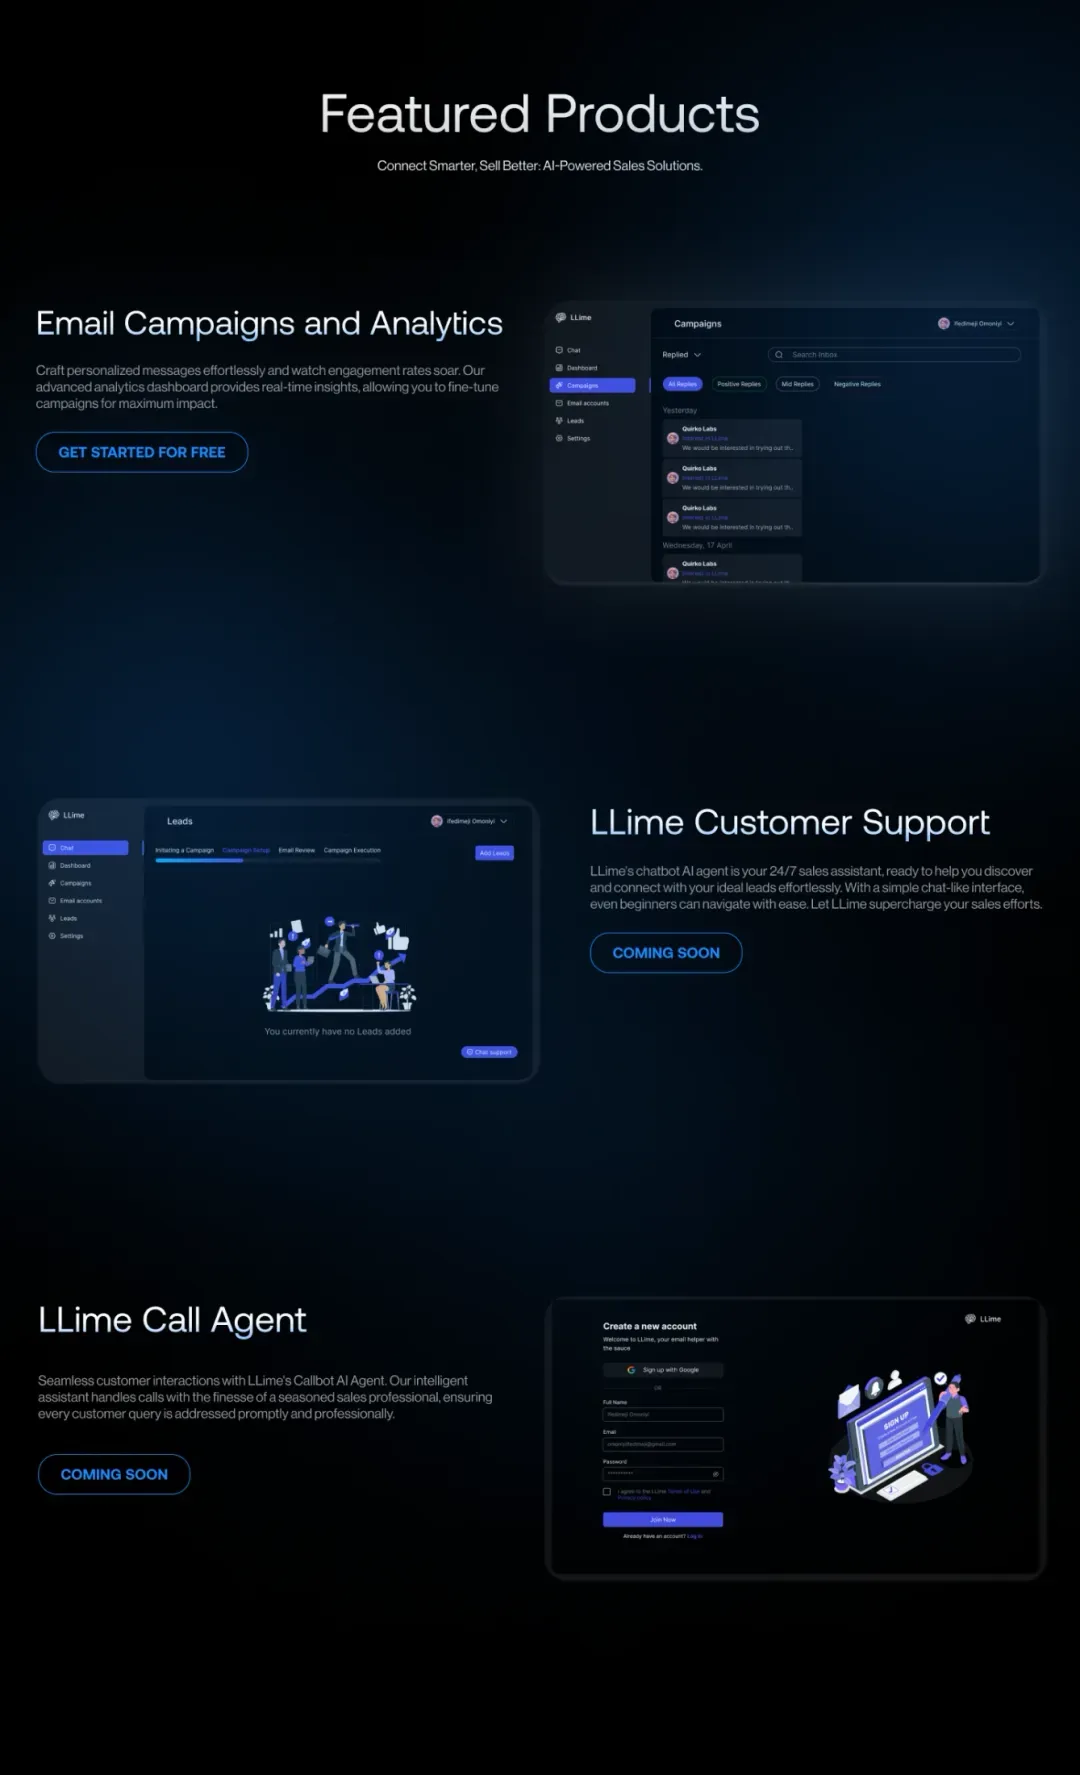 Featured Products
Connect Smarter, Sell Better: AI-Powered Sales Solutions.
Email Campaigns and Analytics
Craft personalized messages effortlessly and watch engagement rates soar. Our
advanced analytics dashboard provides real-time insights, allowing you to fine-tune
campaigns for maximum impact.
GET STARTED FOR FREE
LLime
Chat
Dashboard
Campaigns
Email accounts
Leads
Settings
Campaigns
Ifedimeji Omoniyi
Replied
Search Inbox
All Replies
Positive Replies
Mid Replies
Negative Replies
Yesterday
Quirko Labs
Interest in LLime
We would be interested in trying out th...
Quirko Labs
Interest in LLime
We would be interested in trying out th...
Quirko Labs
Interest in LLime
We would be interested in trying out th...
Wednesday, 17 April
Quirko Labs
Interest in LLime
LLime
Chat
Dashboard
Campaigns
Email accounts
Leads
Settings
Leads
Ifedimeji Omoniyi
Initiating a Campaign
Campaign Setup
Email Review
Campaign Execution
Add Leads
You currently have no Leads added
Chat support
LLime Customer Support
LLime's chatbot AI agent is your 24/7 sales assistant, ready to help you discover
and connect with your ideal leads effortlessly. With a simple chat-like interface,
even beginners can navigate with ease. Let LLime supercharge your sales efforts.
COMING SOON
LLime Call Agent
Seamless customer interactions with LLime's Callbot AI Agent. Our intelligent
assistant handles calls with the finesse of a seasoned sales professional, ensuring
every customer query is addressed promptly and professionally.
COMING SOON
Create a new account
Welcome to LLime, your email helper with
the sauce
Sign up with Google
OR
Full Name
Ifedimeji Omoniyi
Email
Password
**********
I agree to the LLime Terms of Use and
Privacy policy
Join Now
Already have an account? Log in
LLime
SIGN UP